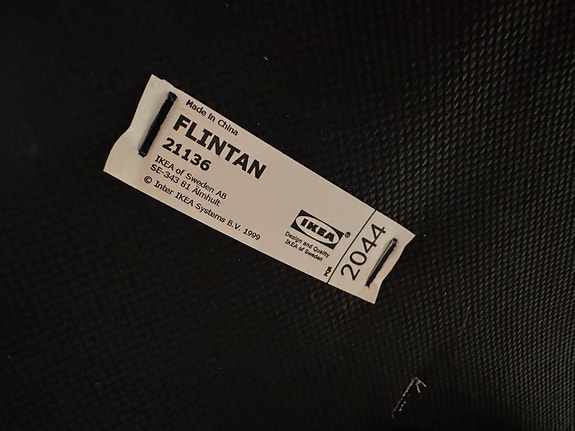 Made in China
FLINTAN
21136
IKEA of Sweden AB
SE-343 81 Älmhult
© Inter IKEA Systems B.V. 1999
IKEA
Design and Quality
IKEA of Sweden
2044